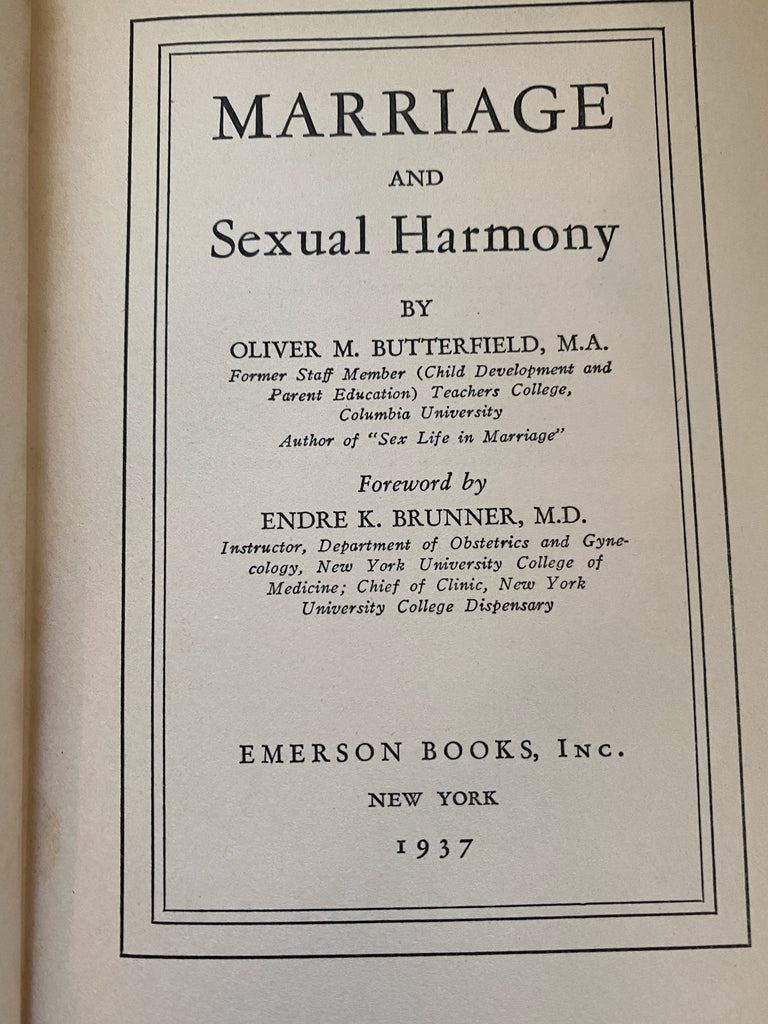 MARRIAGE
AND
Sexual Harmony
BY
OLIVER M. BUTTERFIELD, M.A.
Former Staff Member (Child Development and
Parent Education) Teachers College,
Columbia University
Author of "Sex Life in Marriage"
Foreword by
ENDRE K. BRUNNER, M.D.
Instructor, Department of Obstetrics and Gyne-
cology, New York University College of
Medicine; Chief of Clinic, New York
University College Dispensary
EMERSON BOOKS, INC.
NEW YORK
1937